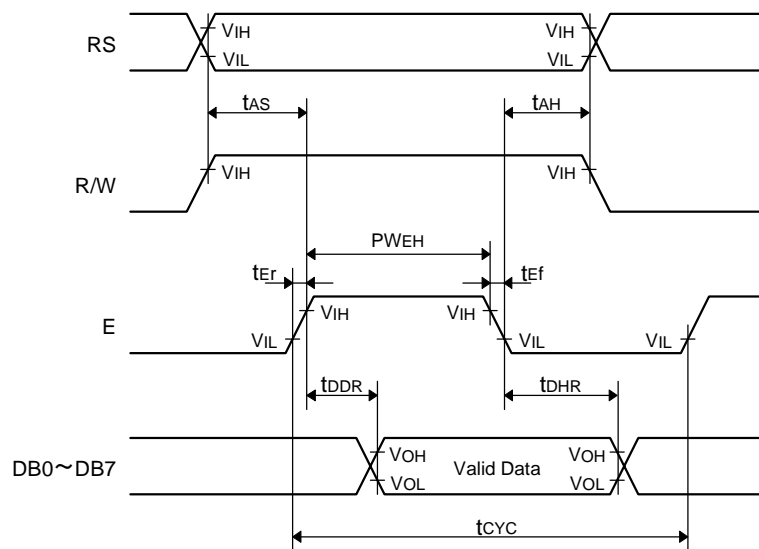 RS VIH VIH
VIL VIL
tAS tAH
R/W VIH VIH
PWEH
tEr tEf
E VIH VIH
VIL VIL VIL
tDDR tDHR
DB0～DB7 VOH Valid Data VOH
VOL VOL
tCYC